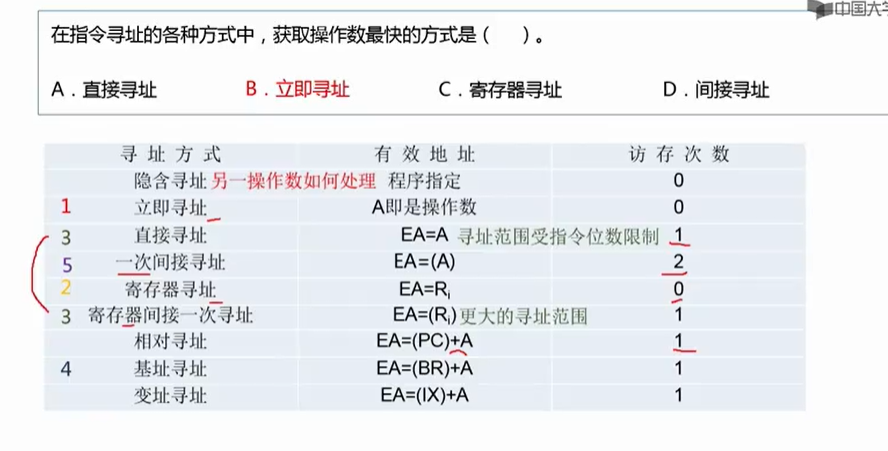 中国大学
在指令寻址的各种方式中，获取操作数最快的方式是（ ）。
A．直接寻址 B．立即寻址 C．寄存器寻址 D．间接寻址
寻址方式 有效地址 访存次数
隐含寻址 另一操作数如何处理 程序指定 0
1 立即寻址 A即是操作数 0
3 直接寻址 EA=A 寻址范围受指令位数限制 1
5 一次间接寻址 EA=(A) 2
2 寄存器寻址 EA=Ri 0
3 寄存器间接一次寻址 EA=(Ri) 更大的寻址范围 1
相对寻址 EA=(PC)+A 1
4 基址寻址 EA=(BR)+A 1
变址寻址 EA=(IX)+A 1